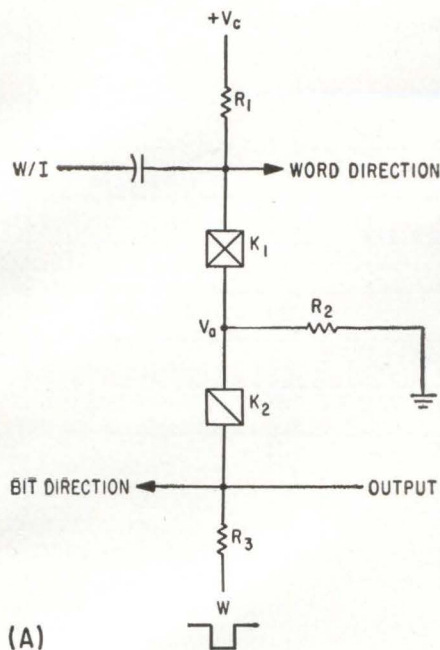 +Vc
R1
W/I
WORD DIRECTION
K1
R2
Va
K2
BIT DIRECTION
OUTPUT
R3
W
(A)